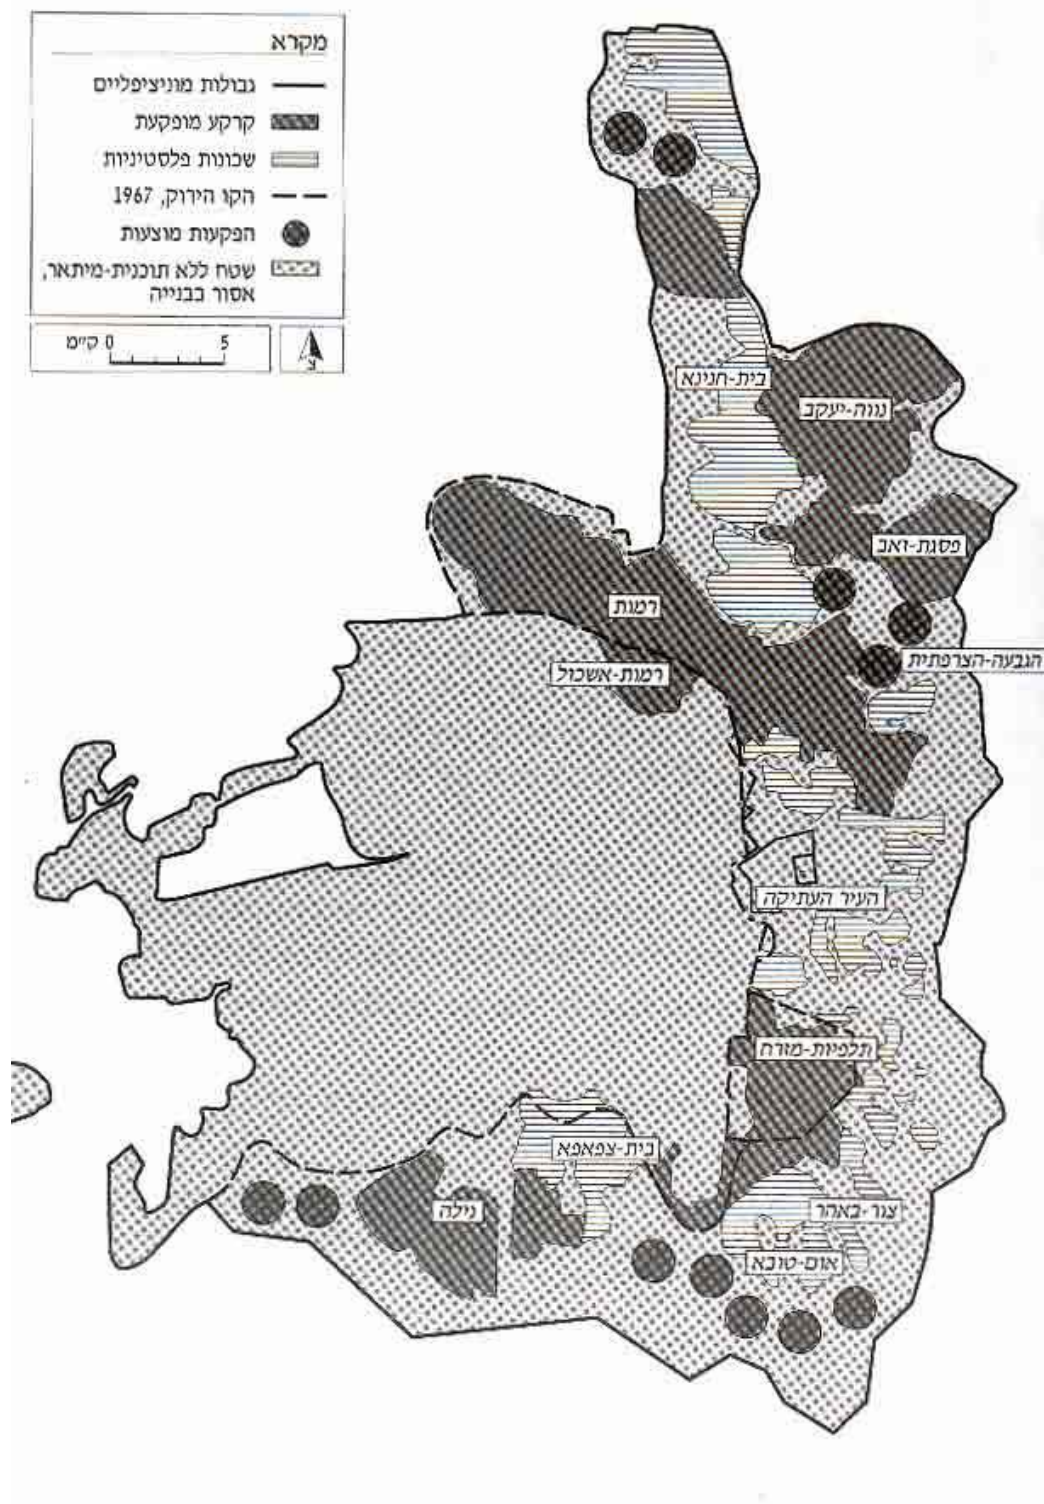 מקרא
גבולות מוניציפליים
קרקע מופקעת
שכונות פלסטיניות
הקו הירוק, 1967
הפקעות מוצעות
שטח ללא תוכנית-מיתאר,
אסור בבנייה
0 5 ק״מ
צ
בית-חנינא
נווה-יעקב
פסגת-זאב
רמות
הגבעה-הצרפתית
רמות-אשכול
העיר העתיקה
תלפיות-מזרח
בית-צפאפא
גילה
צור-באהר
אום-טובא